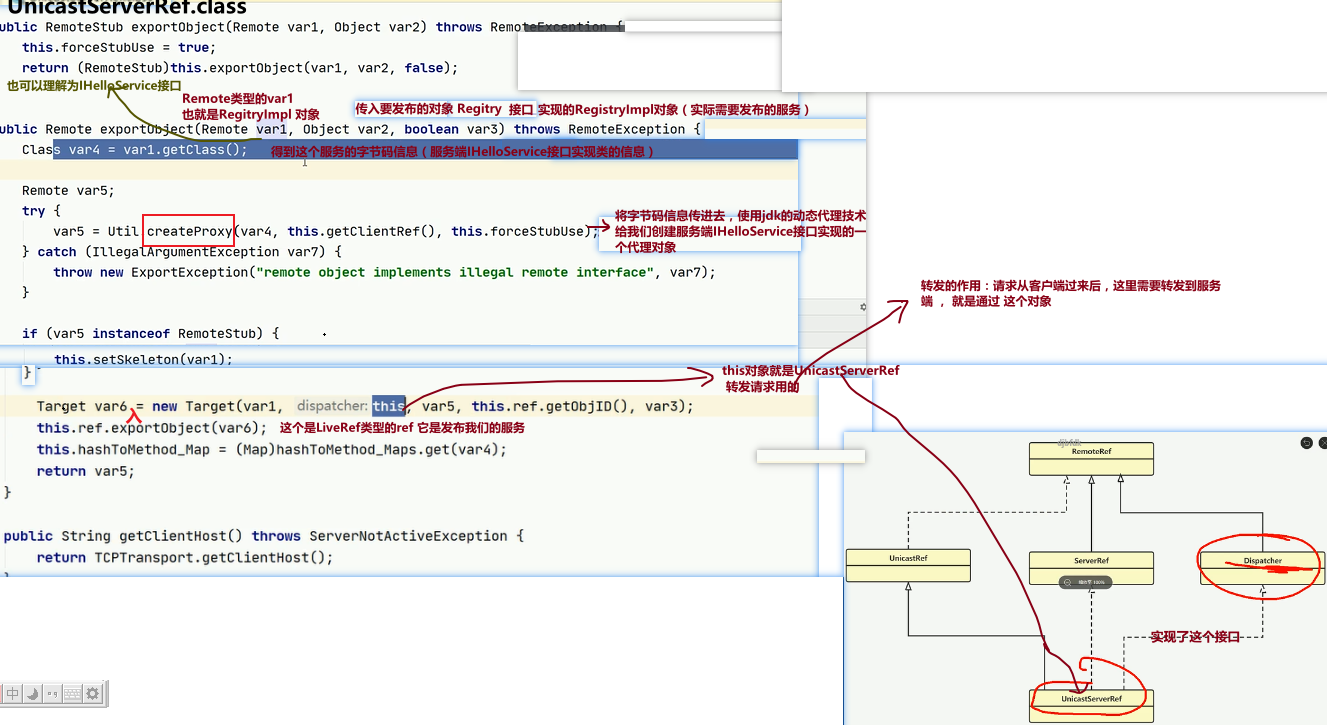 UnicastServerRef.class
ublic RemoteStub exportObject(Remote var1, Object var2) throws RemoteException {
this.forceStubUse = true;
return (RemoteStub)this.exportObject(var1, var2, false);
也可以理解为IHelloService接口
Remote类型的var1
也就是RegitryImpl 对象
传入要发布的对象 Regitry 接口 实现的RegistryImpl对象（实际需要发布的服务）
ublic Remote exportObject(Remote var1, Object var2, boolean var3) throws RemoteException {
Class var4 = var1.getClass();
得到这个服务的字节码信息（服务端IHelloService接口实现类的信息）
Remote var5;
try {
var5 = Util createProxy(var4, this.getClientRef(), this.forceStubUse);
将字节码信息传进去，使用jdk的动态代理技术
给我们创建服务端IHelloService接口实现的一
个代理对象
} catch (IllegalArgumentException var7) {
throw new ExportException("remote object implements illegal remote interface", var7);
}
转发的作用：请求从客户端过来后，这里需要转发到服务
端 ， 就是通过 这个对象
if (var5 instanceof RemoteStub) {
this.setSkeleton(var1);
}
this对象就是UnicastServerRef
转发请求用的
Target var6 = new Target(var1, dispatcher: this, var5, this.ref.getObjID(), var3);
this.ref.exportObject(var6);
这个是LiveRef类型的ref 它是发布我们的服务
this.hashToMethod_Map = (Map)hashToMethod_Maps.get(var4);
return var5;
}
public String getClientHost() throws ServerNotActiveException {
return TCPTransport.getClientHost();
RemoteRef
UnicastRef
ServerRef
Dispatcher
100%
实现了这个接口
UnicastServerRef
中